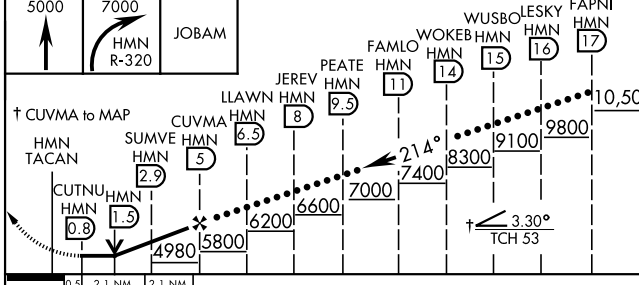 5000
7000
HMN
R-320
JOBAM
† CUVMA to MAP
HMN
TACAN
CUTNU
HMN
0.8
1.5
SUMVE
HMN
2.9
CUVMA
HMN
5
LLAWN
HMN
6.5
JEREV
HMN
8
PEATE
HMN
9.5
FAMLO
HMN
11
WOKEB
HMN
14
WUSBO
HMN
15
LESKY
HMN
16
FAPNI
HMN
17
214°
10,50
9800
9100
8300
7400
7000
6600
6200
5800
4980
† 3.30°
TCH 53
0.5
2.1 NM
2.1 NM